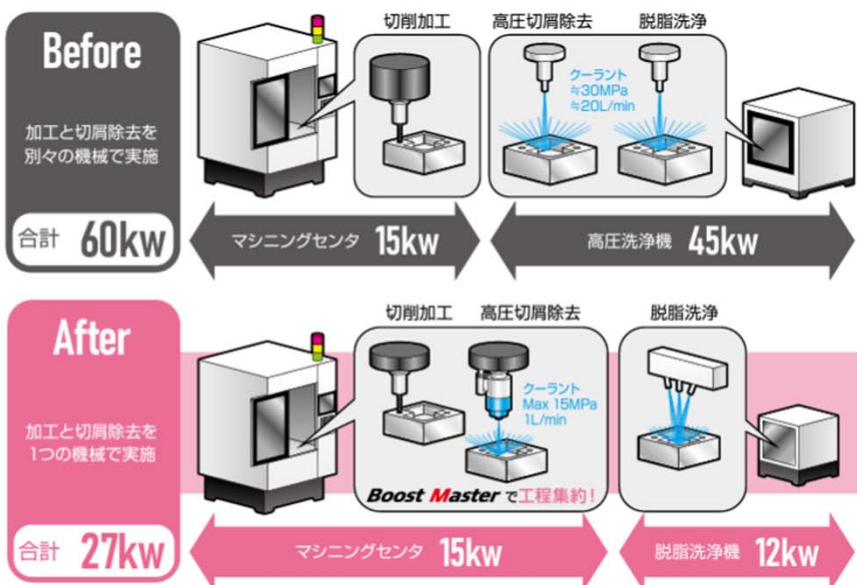 Before
加工と切屑除去を
別々の機械で実施
合計 60kw
切削加工
高圧切屑除去
脱脂洗浄
クーラント
≒30MPa
≒20L/min
マシニングセンタ 15kw
高圧洗浄機 45kw
After
加工と切屑除去を
1つの機械で実施
合計 27kw
切削加工
高圧切屑除去
脱脂洗浄
クーラント
Max 15MPa
1L/min
Boost Master で工程集約!
マシニングセンタ 15kw
脱脂洗浄機 12kw